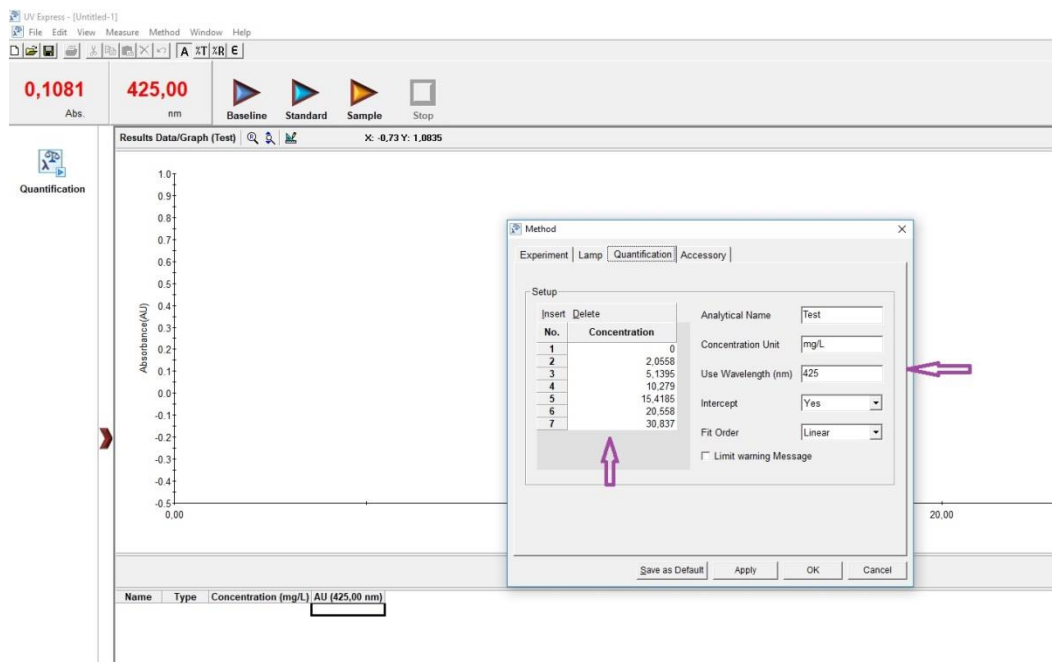 UV Express - [Untitled-1]
File Edit View Measure Method Window Help
A %T %R E
0,1081 425,00
Abs. nm Baseline Standard Sample Stop
Results Data/Graph (Test) X: -0,73 Y: 1,0835
Quantification
Absorbance(AU)
1.0
0.9
0.8
0.7
0.6
0.5
0.4
0.3
0.2
0.1
0.0
-0.1
-0.2
-0.3
-0.4
-0.5
0,00 20,00
Method
Experiment Lamp Quantification Accessory
Setup
Insert Delete
No. Concentration
1 0
2 2,0558
3 5,1395
4 10,279
5 15,4185
6 20,558
7 30,837
Analytical Name Test
Concentration Unit mg/L
Use Wavelength (nm) 425
Intercept Yes
Fit Order Linear
Limit warning Message
Save as Default Apply OK Cancel
Name Type Concentration (mg/L) AU (425,00 nm)